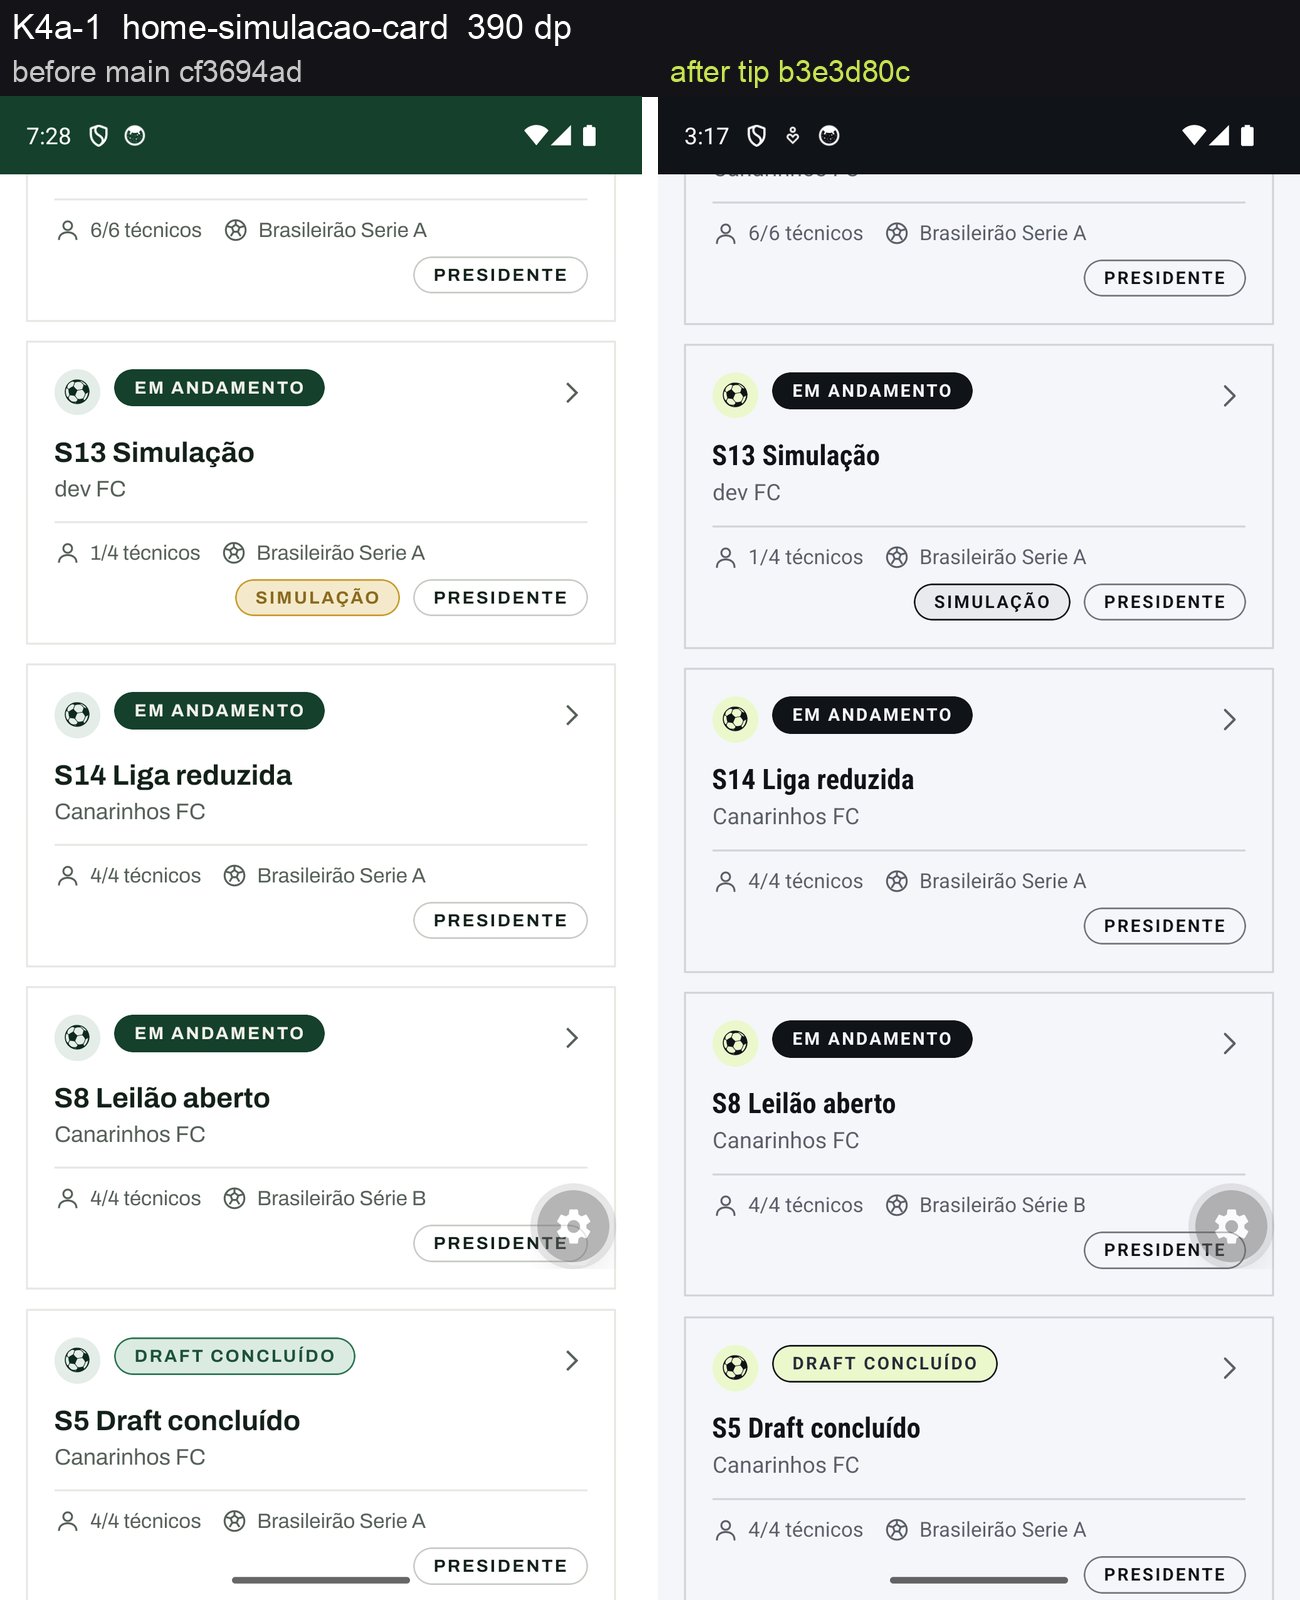 K4a-1 home-simulacao-card 390 dp
before main cf3694ad
after tip b3e3d80c
7:28
6/6 técnicos Brasileirão Serie A
PRESIDENTE
EM ANDAMENTO
S13 Simulação
dev FC
1/4 técnicos Brasileirão Serie A
SIMULAÇÃO PRESIDENTE
EM ANDAMENTO
S14 Liga reduzida
Canarinhos FC
4/4 técnicos Brasileirão Serie A
PRESIDENTE
EM ANDAMENTO
S8 Leilão aberto
Canarinhos FC
4/4 técnicos Brasileirão Série B
PRESIDENTE
DRAFT CONCLUÍDO
S5 Draft concluído
Canarinhos FC
4/4 técnicos Brasileirão Serie A
PRESIDENTE
3:17
Canarinhos FC
6/6 técnicos Brasileirão Serie A
PRESIDENTE
EM ANDAMENTO
S13 Simulação
dev FC
1/4 técnicos Brasileirão Serie A
SIMULAÇÃO PRESIDENTE
EM ANDAMENTO
S14 Liga reduzida
Canarinhos FC
4/4 técnicos Brasileirão Serie A
PRESIDENTE
EM ANDAMENTO
S8 Leilão aberto
Canarinhos FC
4/4 técnicos Brasileirão Série B
PRESIDENTE
DRAFT CONCLUÍDO
S5 Draft concluído
Canarinhos FC
4/4 técnicos Brasileirão Serie A
PRESIDENTE